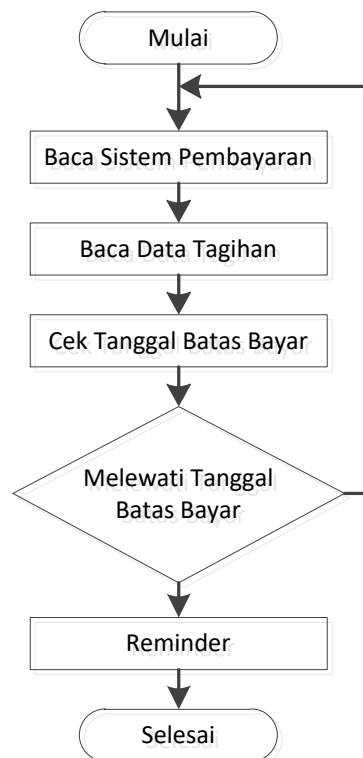 Mulai
Baca Sistem Pembayaran
Baca Data Tagihan
Cek Tanggal Batas Bayar
Melewati Tanggal
Batas Bayar
Reminder
Selesai